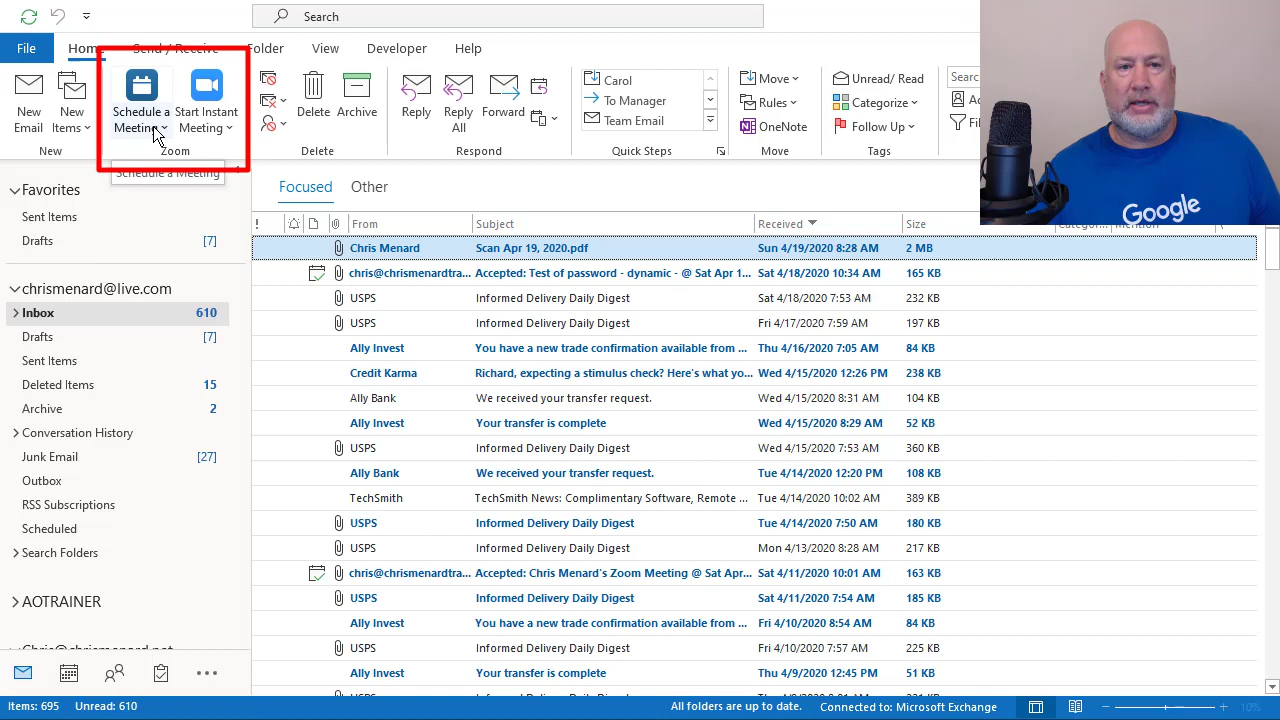 Search
File Home Send / Receive Folder View Developer Help
New Email
New Items
New
Schedule a Meeting
Start Instant Meeting
Zoom
Delete
Archive
Delete
Reply
Reply All
Forward
Respond
Carol
To Manager
Team Email
Quick Steps
Move
Rules
OneNote
Move
Unread/ Read
Categorize
Follow Up
Tags
Searc
Schedule a Meeting
Google
Favorites
Sent Items
Drafts [7]
chrismenard@live.com
Inbox 610
Drafts [7]
Sent Items
Deleted Items 15
Archive 2
Conversation History
Junk Email [27]
Outbox
RSS Subscriptions
Scheduled
Search Folders
AOTRAINER
Focused Other
! From Subject Received Size
Chris Menard Scan Apr 19, 2020.pdf Sun 4/19/2020 8:28 AM 2 MB
chris@chrismenardtra... Accepted: Test of password - dynamic - @ Sat Apr 1... Sat 4/18/2020 10:34 AM 165 KB
USPS Informed Delivery Daily Digest Sat 4/18/2020 7:53 AM 232 KB
USPS Informed Delivery Daily Digest Fri 4/17/2020 7:59 AM 197 KB
Ally Invest You have a new trade confirmation available from ... Thu 4/16/2020 7:05 AM 84 KB
Credit Karma Richard, expecting a stimulus check? Here's what yo... Wed 4/15/2020 12:26 PM 238 KB
Ally Bank We received your transfer request. Wed 4/15/2020 8:31 AM 104 KB
Ally Invest Your transfer is complete Wed 4/15/2020 8:29 AM 52 KB
USPS Informed Delivery Daily Digest Wed 4/15/2020 7:53 AM 360 KB
Ally Bank We received your transfer request. Tue 4/14/2020 12:20 PM 108 KB
TechSmith TechSmith News: Complimentary Software, Remote ... Tue 4/14/2020 10:02 AM 389 KB
USPS Informed Delivery Daily Digest Tue 4/14/2020 7:50 AM 180 KB
USPS Informed Delivery Daily Digest Mon 4/13/2020 8:28 AM 217 KB
chris@chrismenardtra... Accepted: Chris Menard's Zoom Meeting @ Sat Apr... Sat 4/11/2020 10:01 AM 163 KB
USPS Informed Delivery Daily Digest Sat 4/11/2020 7:54 AM 185 KB
Ally Invest You have a new trade confirmation available from ... Fri 4/10/2020 8:54 AM 84 KB
USPS Informed Delivery Daily Digest Fri 4/10/2020 7:57 AM 225 KB
Ally Invest Your transfer is complete Thu 4/9/2020 12:45 PM 51 KB
Items: 695 Unread: 610 All folders are up to date. Connected to: Microsoft Exchange 10%